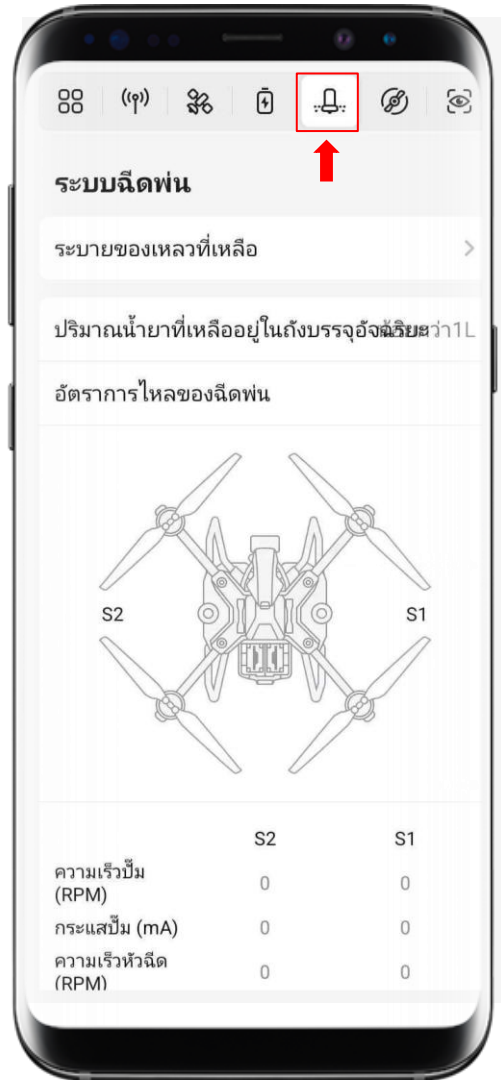 ระบบฉีดพ่น
ระบายของเหลวที่เหลือ
ปริมาณน้ำยาที่เหลืออยู่ในถังบรรจุอัจฉริยะ ว่า1L
อัตราการไหลของฉีดพ่น
S2 S1
S2 S1
ความเร็วปั๊ม
(RPM) 0 0
กระแสปั๊ม (mA) 0 0
ความเร็วหัวฉีด
(RPM) 0 0